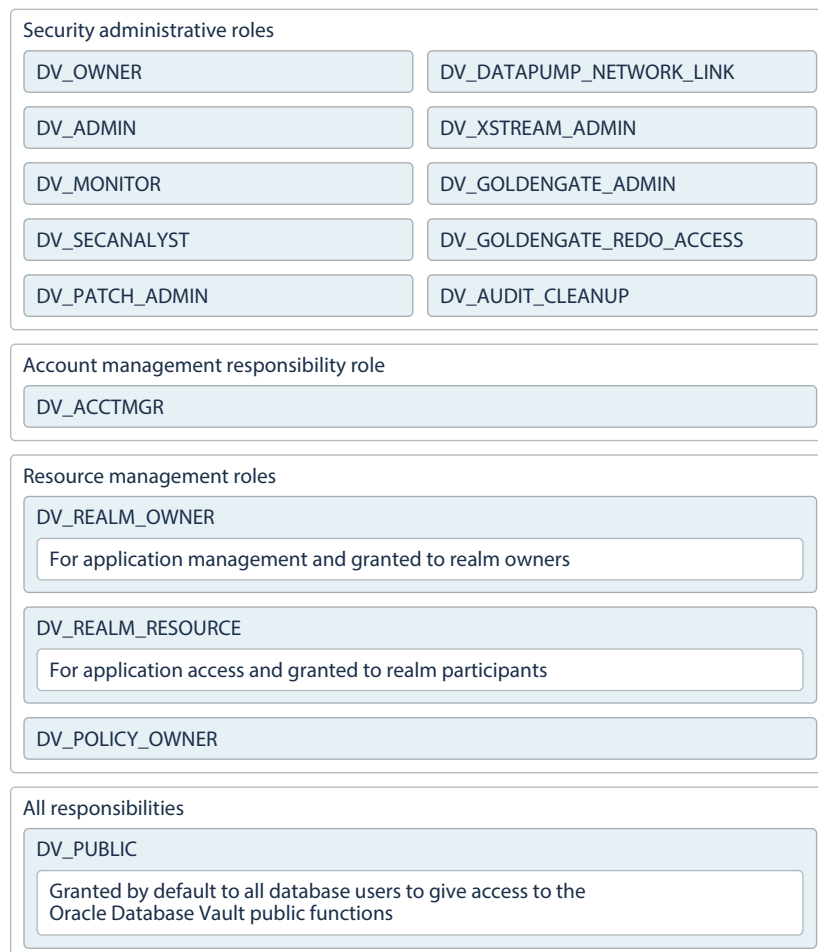 Security administrative roles
DV_OWNER
DV_DATAPUMP_NETWORK_LINK
DV_ADMIN
DV_XSTREAM_ADMIN
DV_MONITOR
DV_GOLDENGATE_ADMIN
DV_SECANALYST
DV_GOLDENGATE_REDO_ACCESS
DV_PATCH_ADMIN
DV_AUDIT_CLEANUP
Account management responsibility role
DV_ACCTMGR
Resource management roles
DV_REALM_OWNER
For application management and granted to realm owners
DV_REALM_RESOURCE
For application access and granted to realm participants
DV_POLICY_OWNER
All responsibilities
DV_PUBLIC
Granted by default to all database users to give access to the
Oracle Database Vault public functions